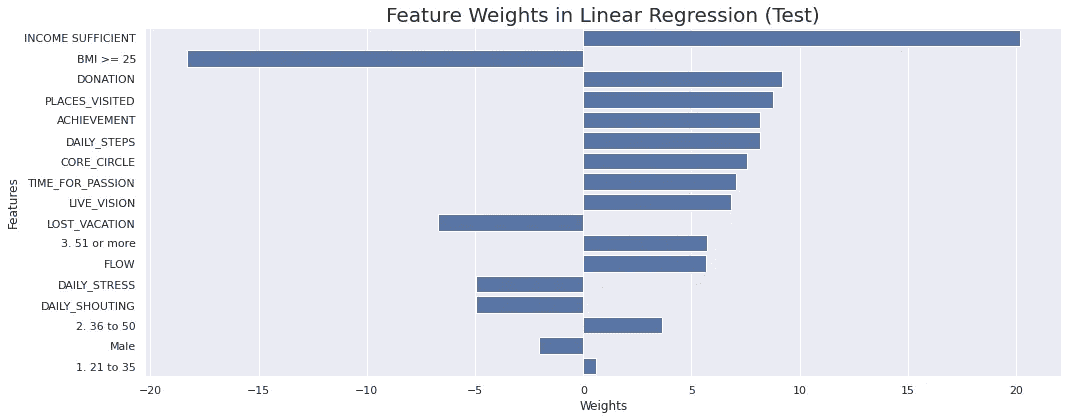 Feature Weights in Linear Regression (Test)
INCOME SUFFICIENT
BMI >= 25
DONATION
PLACES_VISITED
ACHIEVEMENT
DAILY_STEPS
CORE_CIRCLE
TIME_FOR_PASSION
LIVE_VISION
LOST_VACATION
3. 51 or more
FLOW
DAILY_STRESS
DAILY_SHOUTING
2. 36 to 50
Male
1. 21 to 35
Features
−20 −15 −10 −5 0 5 10 15 20
Weights